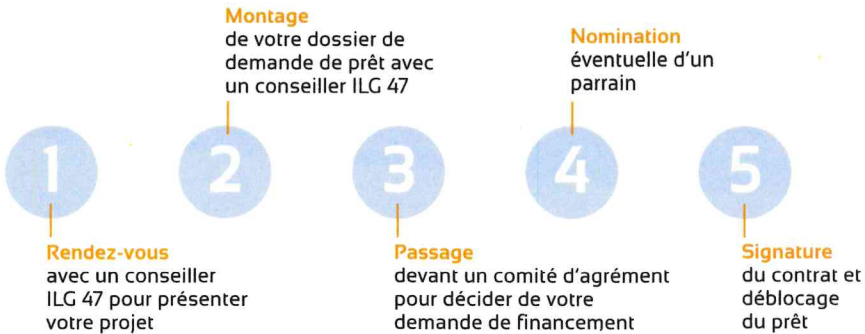 1
Rendez-vous
avec un conseiller
ILG 47 pour présenter
votre projet
2
Montage
de votre dossier de
demande de prêt avec
un conseiller ILG 47
3
Passage
devant un comité d'agrément
pour décider de votre
demande de financement
4
Nomination
éventuelle d'un
parrain
5
Signature
du contrat et
déblocage
du prêt